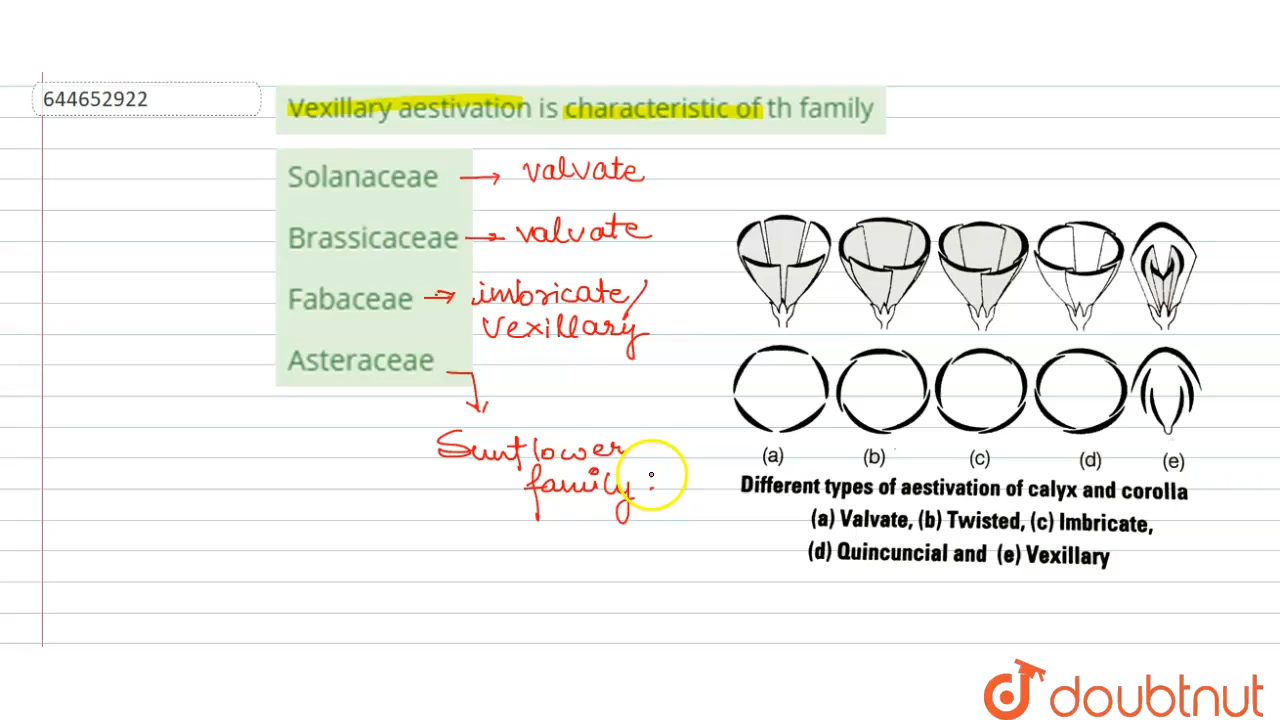 644652922
Vexillary aestivation is characteristic of th family
Solanaceae → valvate
Brassicaceae → valvate
Fabaceae → imbricate/
vexillary
Asteraceae
Sunflower
family :
(a) (b) (c) (d) (e)
Different types of aestivation of calyx and corolla
(a) Valvate, (b) Twisted, (c) Imbricate,
(d) Quincuncial and (e) Vexillary
doubtnut